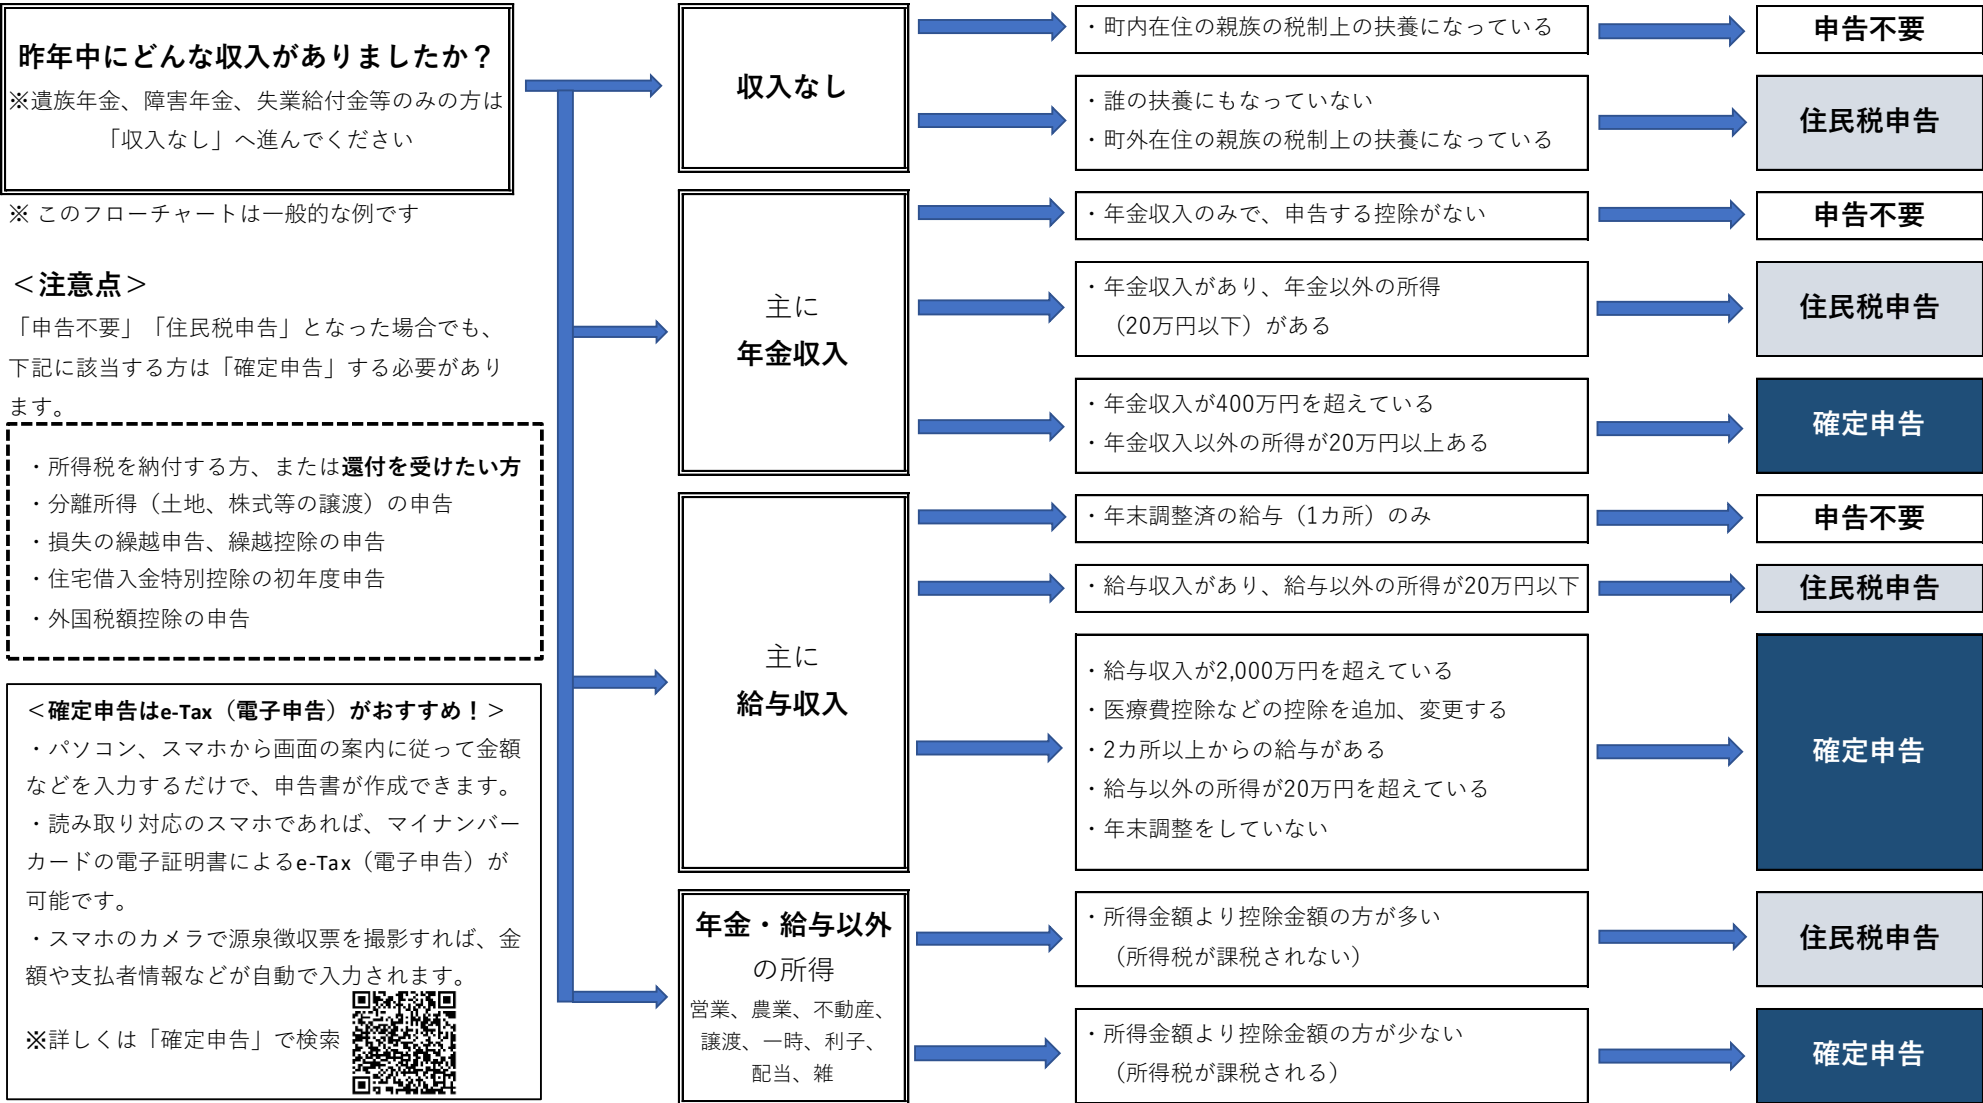 昨年中にどんな収入がありましたか？
※遺族年金、障害年金、失業給付金等のみの方は
「収入なし」へ進んでください
※ このフローチャートは一般的な例です
＜注意点＞
「申告不要」「住民税申告」となった場合でも、
下記に該当する方は「確定申告」する必要があり
ます。
・所得税を納付する方、または還付を受けたい方
・分離所得（土地、株式等の譲渡）の申告
・損失の繰越申告、繰越控除の申告
・住宅借入金特別控除の初年度申告
・外国税額控除の申告
＜確定申告はe-Tax（電子申告）がおすすめ！＞
・パソコン、スマホから画面の案内に従って金額
などを入力するだけで、申告書が作成できます。
・読み取り対応のスマホであれば、マイナンバー
カードの電子証明書によるe-Tax（電子申告）が
可能です。
・スマホのカメラで源泉徴収票を撮影すれば、金
額や支払者情報などが自動で入力されます。
※詳しくは「確定申告」で検索
収入なし
・町内在住の親族の税制上の扶養になっている
申告不要
・誰の扶養にもなっていない
・町外在住の親族の税制上の扶養になっている
住民税申告
主に
年金収入
・年金収入のみで、申告する控除がない
申告不要
・年金収入があり、年金以外の所得
（20万円以下）がある
住民税申告
・年金収入が400万円を超えている
・年金収入以外の所得が20万円以上ある
確定申告
主に
給与収入
・年末調整済の給与（1カ所）のみ
申告不要
・給与収入があり、給与以外の所得が20万円以下
住民税申告
・給与収入が2,000万円を超えている
・医療費控除などの控除を追加、変更する
・2カ所以上からの給与がある
・給与以外の所得が20万円を超えている
・年末調整をしていない
確定申告
年金・給与以外
の所得
営業、農業、不動産、
譲渡、一時、利子、
配当、雑
・所得金額より控除金額の方が多い
（所得税が課税されない）
住民税申告
・所得金額より控除金額の方が少ない
（所得税が課税される）
確定申告